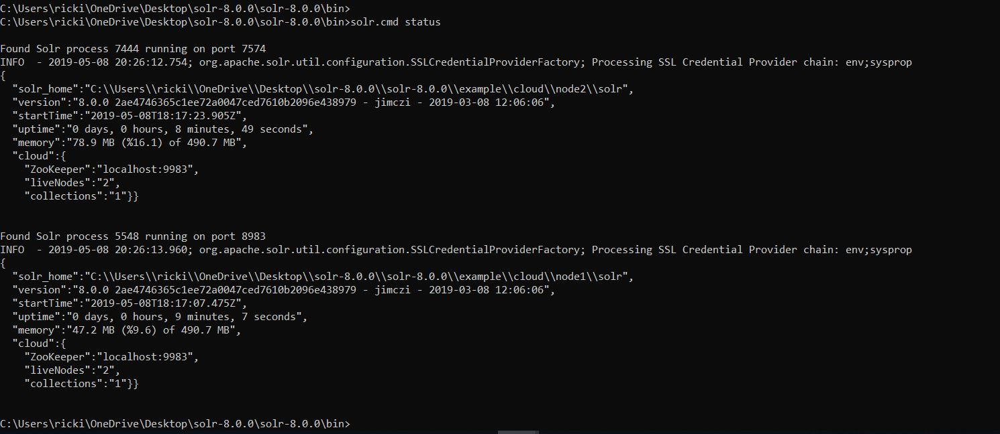 C:\Users\ricki\OneDrive\Desktop\solr-8.0.0\solr-8.0.0\bin>
C:\Users\ricki\OneDrive\Desktop\solr-8.0.0\solr-8.0.0\bin>solr.cmd status
Found Solr process 7444 running on port 7574
INFO  - 2019-05-08 20:26:12.754; org.apache.solr.util.configuration.SSLCredentialProviderFactory; Processing SSL Credential Provider chain: env;sysprop
{
  "solr_home":"C:\\Users\\ricki\\OneDrive\\Desktop\\solr-8.0.0\\solr-8.0.0\\example\\cloud\\node2\\solr",
  "version":"8.0.0 2ae4746365c1ee72a0047ced7610b2096e438979 - jimczi - 2019-03-08 12:06:06",
  "startTime":"2019-05-08T18:17:23.905Z",
  "uptime":"0 days, 0 hours, 8 minutes, 49 seconds",
  "memory":"78.9 MB (%16.1) of 490.7 MB",
  "cloud":{
    "ZooKeeper":"localhost:9983",
    "liveNodes":"2",
    "collections":"1"}}
Found Solr process 5548 running on port 8983
INFO  - 2019-05-08 20:26:13.960; org.apache.solr.util.configuration.SSLCredentialProviderFactory; Processing SSL Credential Provider chain: env;sysprop
{
  "solr_home":"C:\\Users\\ricki\\OneDrive\\Desktop\\solr-8.0.0\\solr-8.0.0\\example\\cloud\\node1\\solr",
  "version":"8.0.0 2ae4746365c1ee72a0047ced7610b2096e438979 - jimczi - 2019-03-08 12:06:06",
  "startTime":"2019-05-08T18:17:07.475Z",
  "uptime":"0 days, 0 hours, 9 minutes, 7 seconds",
  "memory":"47.2 MB (%9.6) of 490.7 MB",
  "cloud":{
    "ZooKeeper":"localhost:9983",
    "liveNodes":"2",
    "collections":"1"}}
C:\Users\ricki\OneDrive\Desktop\solr-8.0.0\solr-8.0.0\bin>